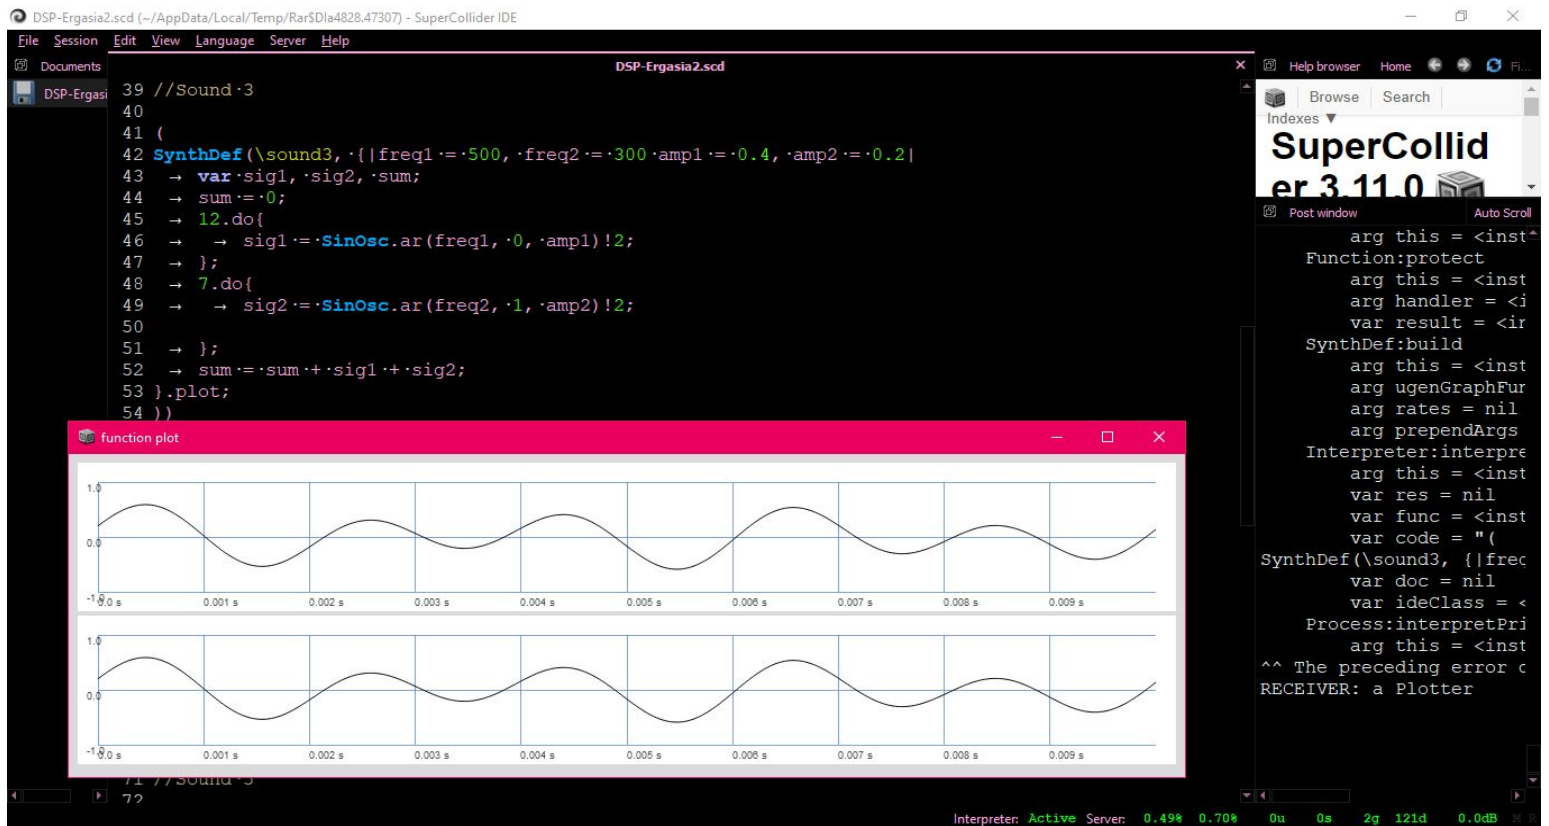 DSP-Ergasia2.scd (~/AppData/Local/Temp/Rar$DIa4828.47307) - SuperCollider IDE
File Session Edit View Language Server Help
Documents
DSP-Ergasi
DSP-Ergasia2.scd
39 //Sound·3
40
41 (
42 SynthDef(\sound3,·{|freq1·=·500,·freq2·=·300·amp1·=·0.4,·amp2·=·0.2|
43 → var·sig1,·sig2,·sum;
44 → sum·=·0;
45 → 12.do{
46 → → sig1·=·SinOsc.ar(freq1,·0,·amp1)!2;
47 → };
48 → 7.do{
49 → → sig2·=·SinOsc.ar(freq2,·1,·amp2)!2;
50
51 → };
52 → sum·=·sum·+·sig1·+·sig2;
53 }.plot;
54 ))
function plot
1.0
0.0
-1.0
0.0 s 0.001 s 0.002 s 0.003 s 0.004 s 0.005 s 0.006 s 0.007 s 0.008 s 0.009 s
1.0
0.0
-1.0
0.0 s 0.001 s 0.002 s 0.003 s 0.004 s 0.005 s 0.006 s 0.007 s 0.008 s 0.009 s
71 //Sound·5
72
Help browser Home Fi...
Browse Search
Indexes ▼
SuperCollid
er 3.11.0
Post window Auto Scroll
arg this = <inst
Function:protect
arg this = <inst
arg handler = <i
var result = <in
SynthDef:build
arg this = <inst
arg ugenGraphFun
arg rates = nil
arg prependArgs
Interpreter:interpre
arg this = <inst
var res = nil
var func = <inst
var code = "(
SynthDef(\sound3, {|freq
var doc = nil
var ideClass = <
Process:interpretPri
arg this = <inst
^^ The preceding error d
RECEIVER: a Plotter
Interpreter: Active Server: 0.49% 0.70% 0u 0s 2g 121d 0.0dB M R